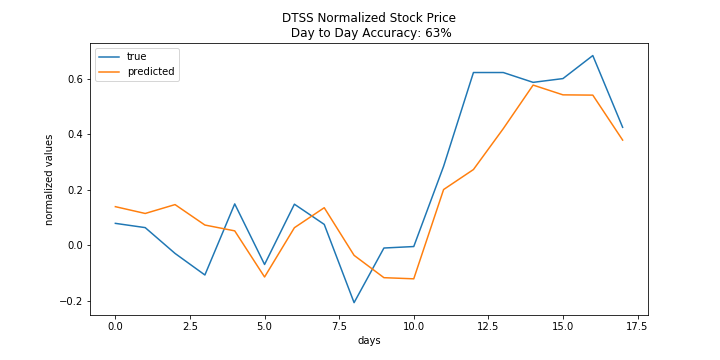 DTSS Normalized Stock Price
Day to Day Accuracy: 63%
true
predicted
normalized values
0.6
0.4
0.2
0.0
−0.2
0.0
2.5
5.0
7.5
10.0
12.5
15.0
17.5
days